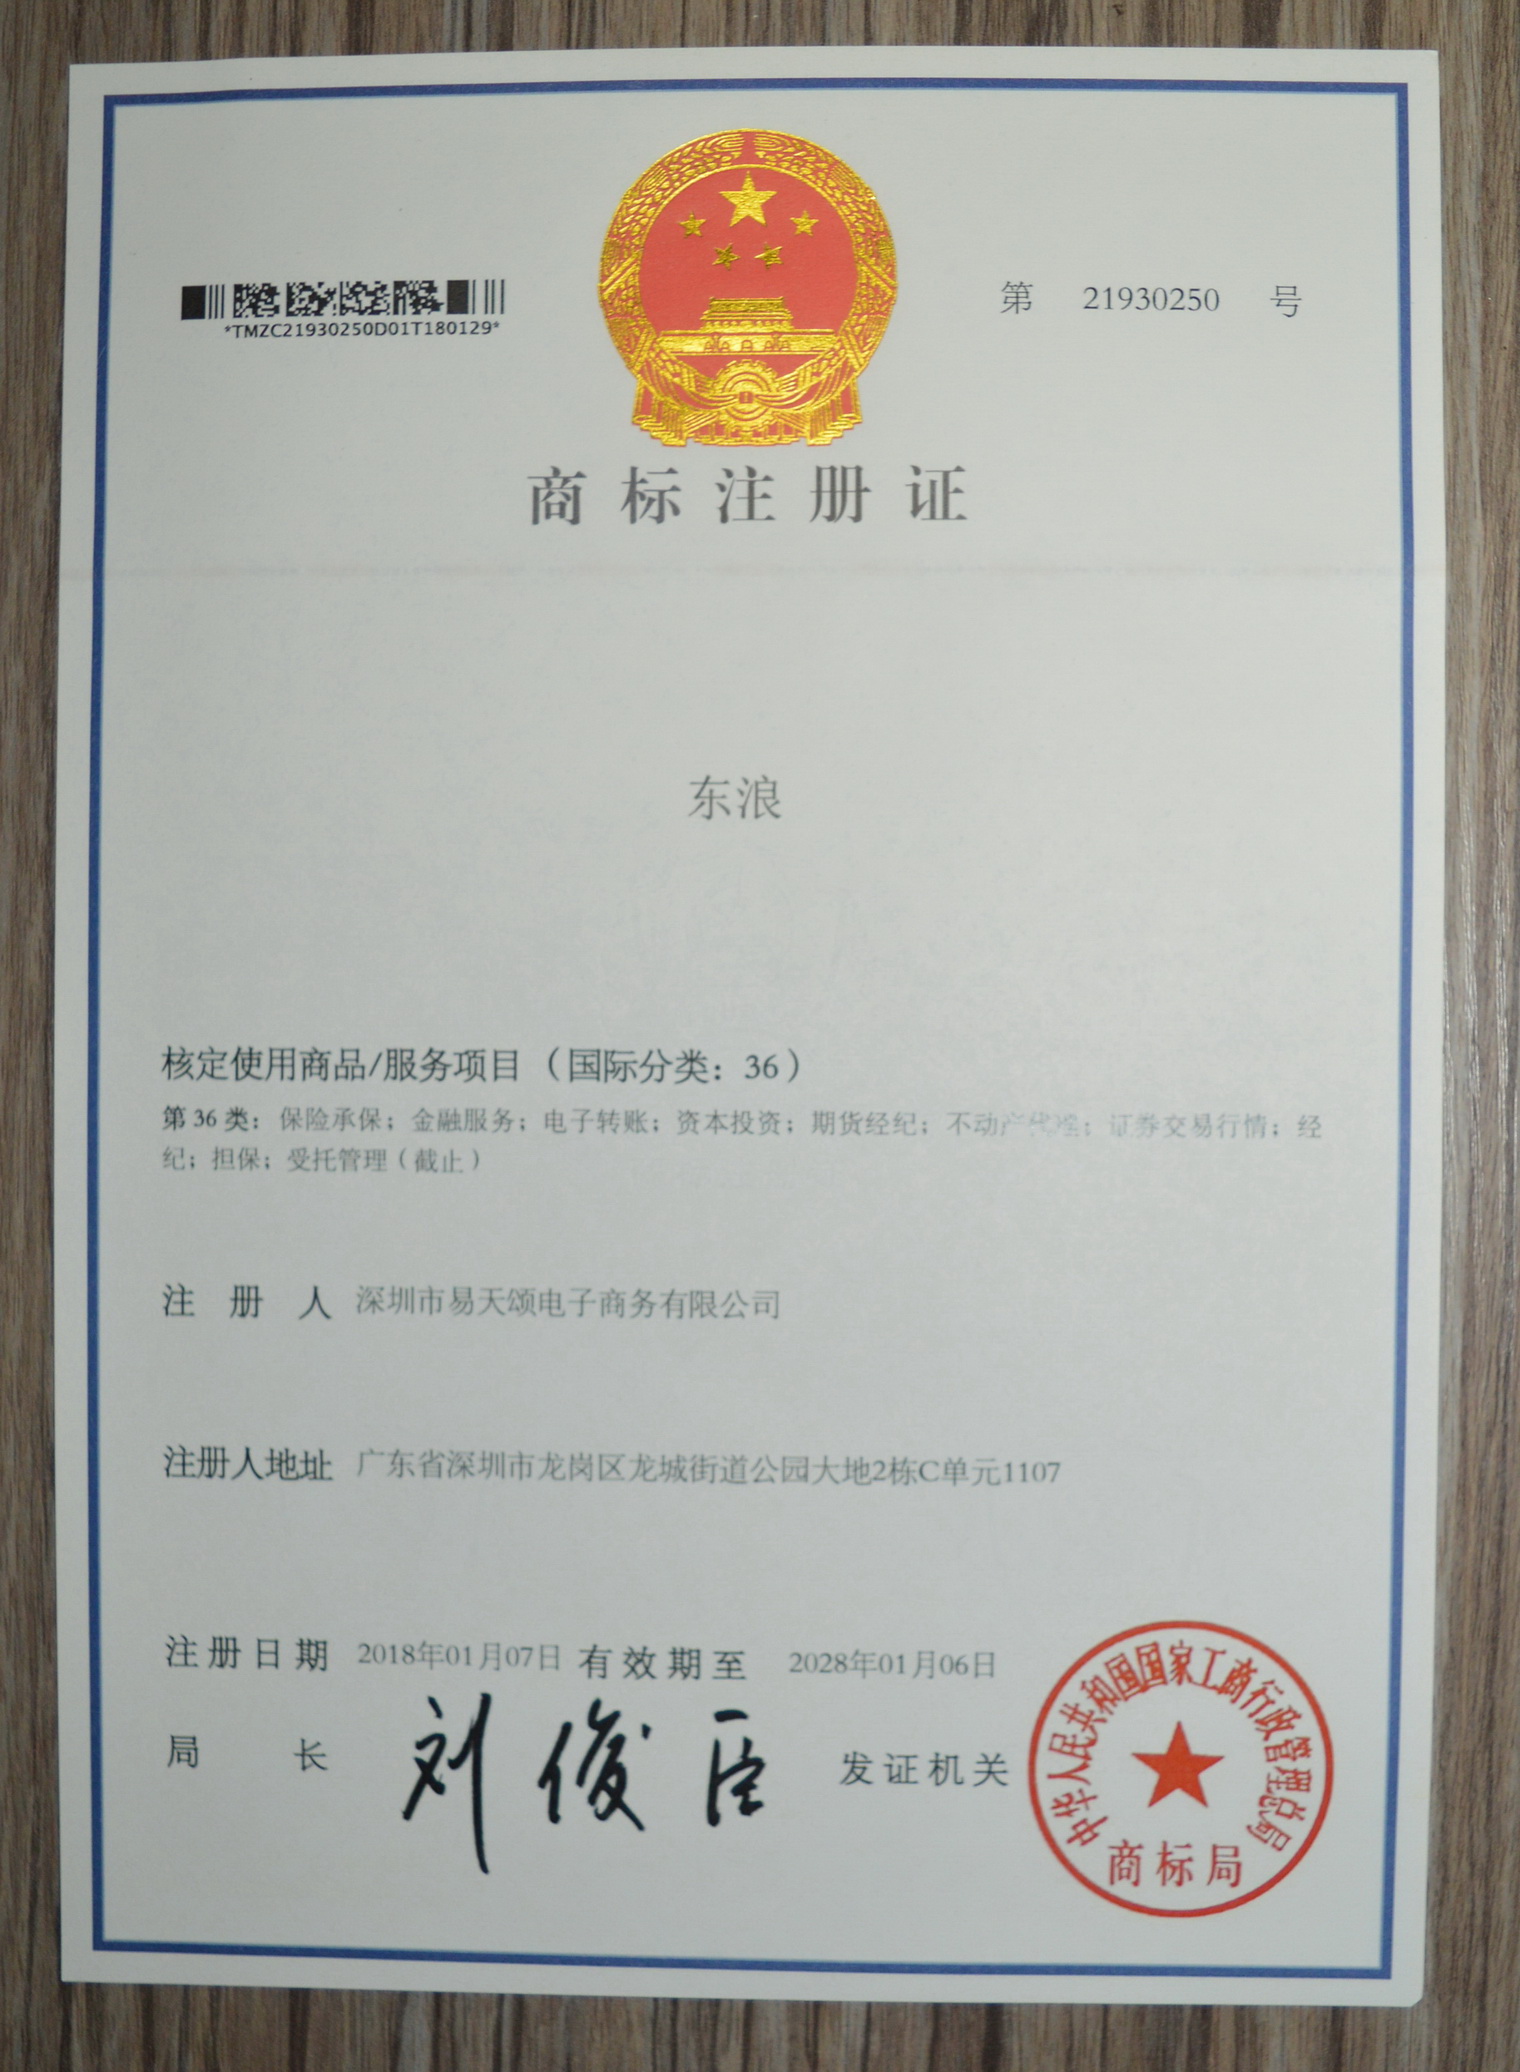 第 21930250 号
*TMZC21930250D01T180129*
商标注册证
东浪
核定使用商品/服务项目（国际分类：36）
第 36 类：保险承保；金融服务；电子转账；资本投资；期货经纪；不动产代理；证券交易行情；经
纪；担保；受托管理（截止）
注册人 深圳市易天颂电子商务有限公司
注册人地址 广东省深圳市龙岗区龙城街道公园大地2栋C单元1107
注册日期 2018年01月07日 有效期至 2028年01月06日
局长 刘俊臣 发证机关
中华人民共和国国家工商行政管理总局
商标局